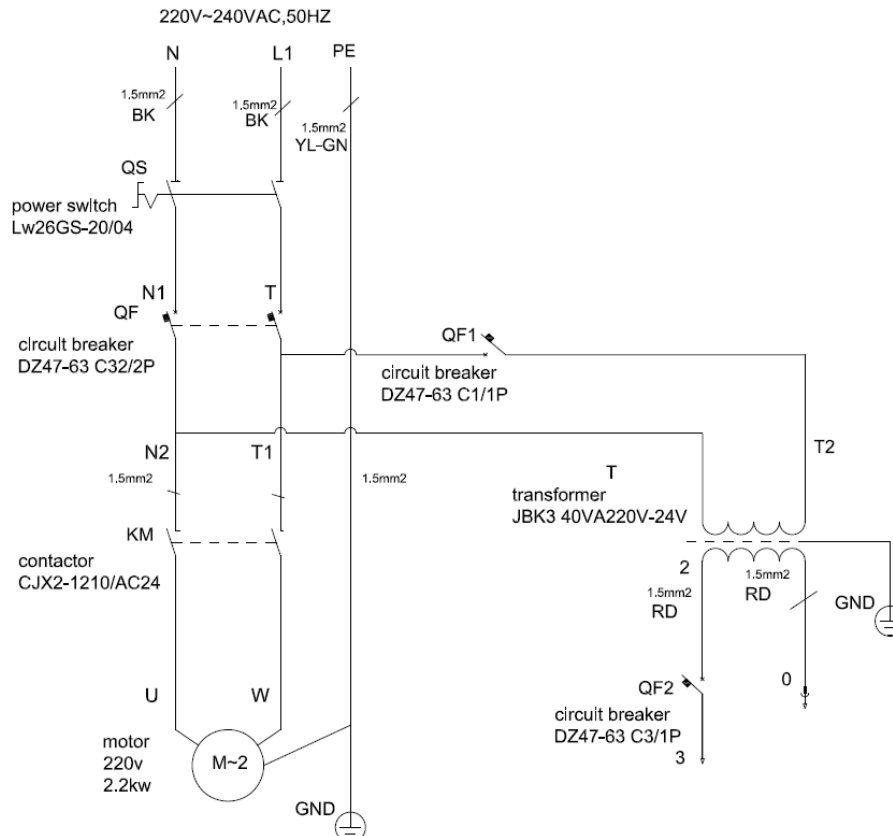 220V~240VAC,50HZ
N
L1
PE
1.5mm2
BK
1.5mm2
BK
1.5mm2
YL-GN
QS
power swltch
Lw26GS-20/04
N1
T
QF
clrcuit breaker
DZ47-63 C32/2P
QF1
circuit breaker
DZ47-63 C1/1P
N2
T1
T2
1.5mm2
1.5mm2
T
transformer
JBK3 40VA220V-24V
KM
contactor
CJX2-1210/AC24
2
1.5mm2
RD
1.5mm2
RD
GND
U
W
QF2
0
circuit breaker
DZ47-63 C3/1P
3
motor
220v
2.2kw
M~2
GND